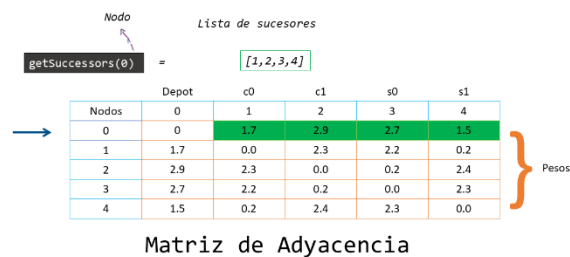 Nodo
Lista de sucesores
getSuccessors(0) = [1,2,3,4]
Depot c0 c1 s0 s1
Nodos 0 1 2 3 4
0 0 1.7 2.9 2.7 1.5
1 1.7 0.0 2.3 2.2 0.2
2 2.9 2.3 0.0 0.2 2.4
3 2.7 2.2 0.2 0.0 2.3
4 1.5 0.2 2.4 2.3 0.0
Pesos
Matriz de Adyacencia